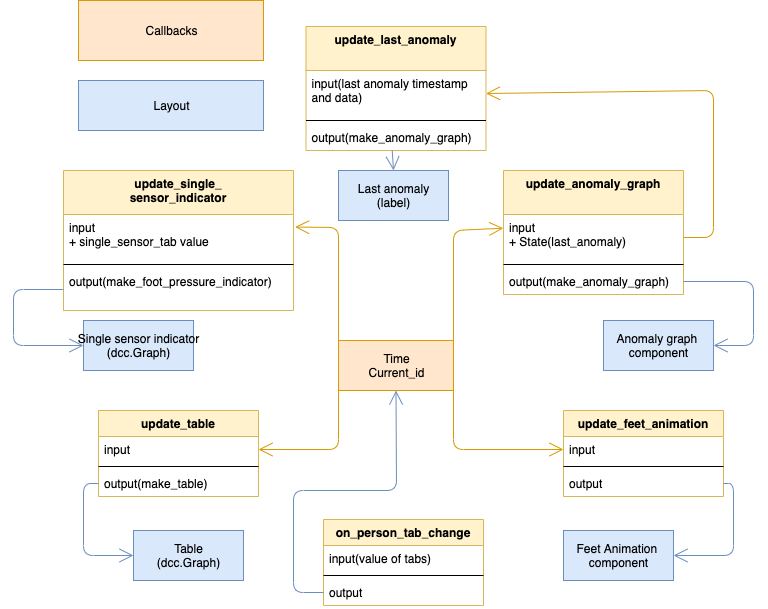 Callbacks
Layout
update_last_anomaly
input(last anomaly timestamp
and data)
output(make_anomaly_graph)
Last anomaly
(label)
update_single_
sensor_indicator
input
+ single_sensor_tab value
output(make_foot_pressure_indicator)
Single sensor indicator
(dcc.Graph)
update_anomaly_graph
input
+ State(last_anomaly)
output(make_anomaly_graph)
Anomaly graph
component
Time
Current_id
update_table
input
output(make_table)
Table
(dcc.Graph)
update_feet_animation
input
output
Feet Animation
component
on_person_tab_change
input(value of tabs)
output